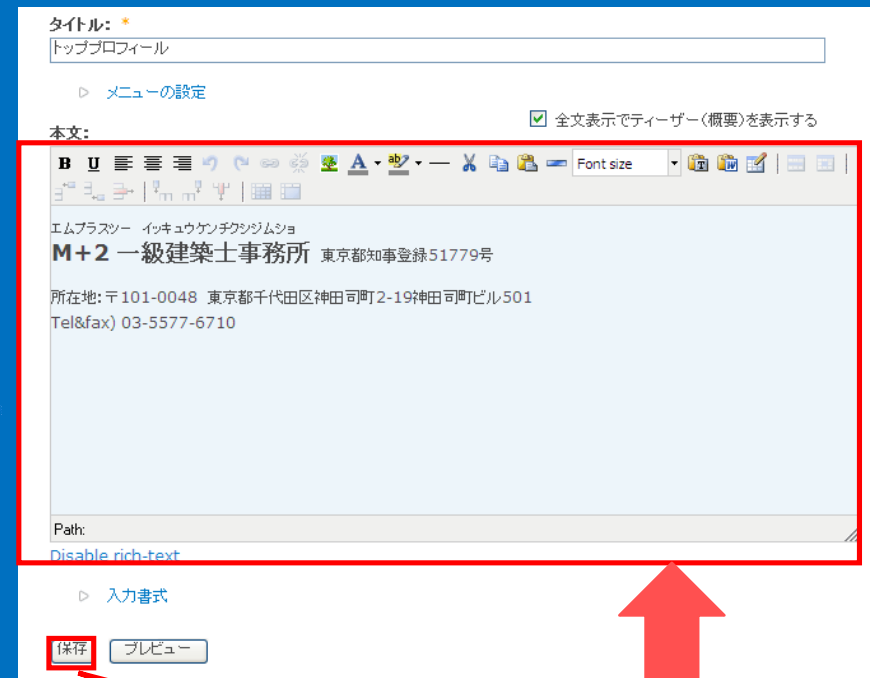 タイトル: *
トッププロフィール
メニューの設定
全文表示でティーザー(概要)を表示する
本文:
B U A ab Font size
エムプラスツー イッキュウケンチクシジムショ
M+2 一級建築士事務所 東京都知事登録51779号
所在地:〒101-0048 東京都千代田区神田司町2-19神田司町ビル501
Tel&fax) 03-5577-6710
Path:
Disable rich-text
入力書式
保存 プレビュー